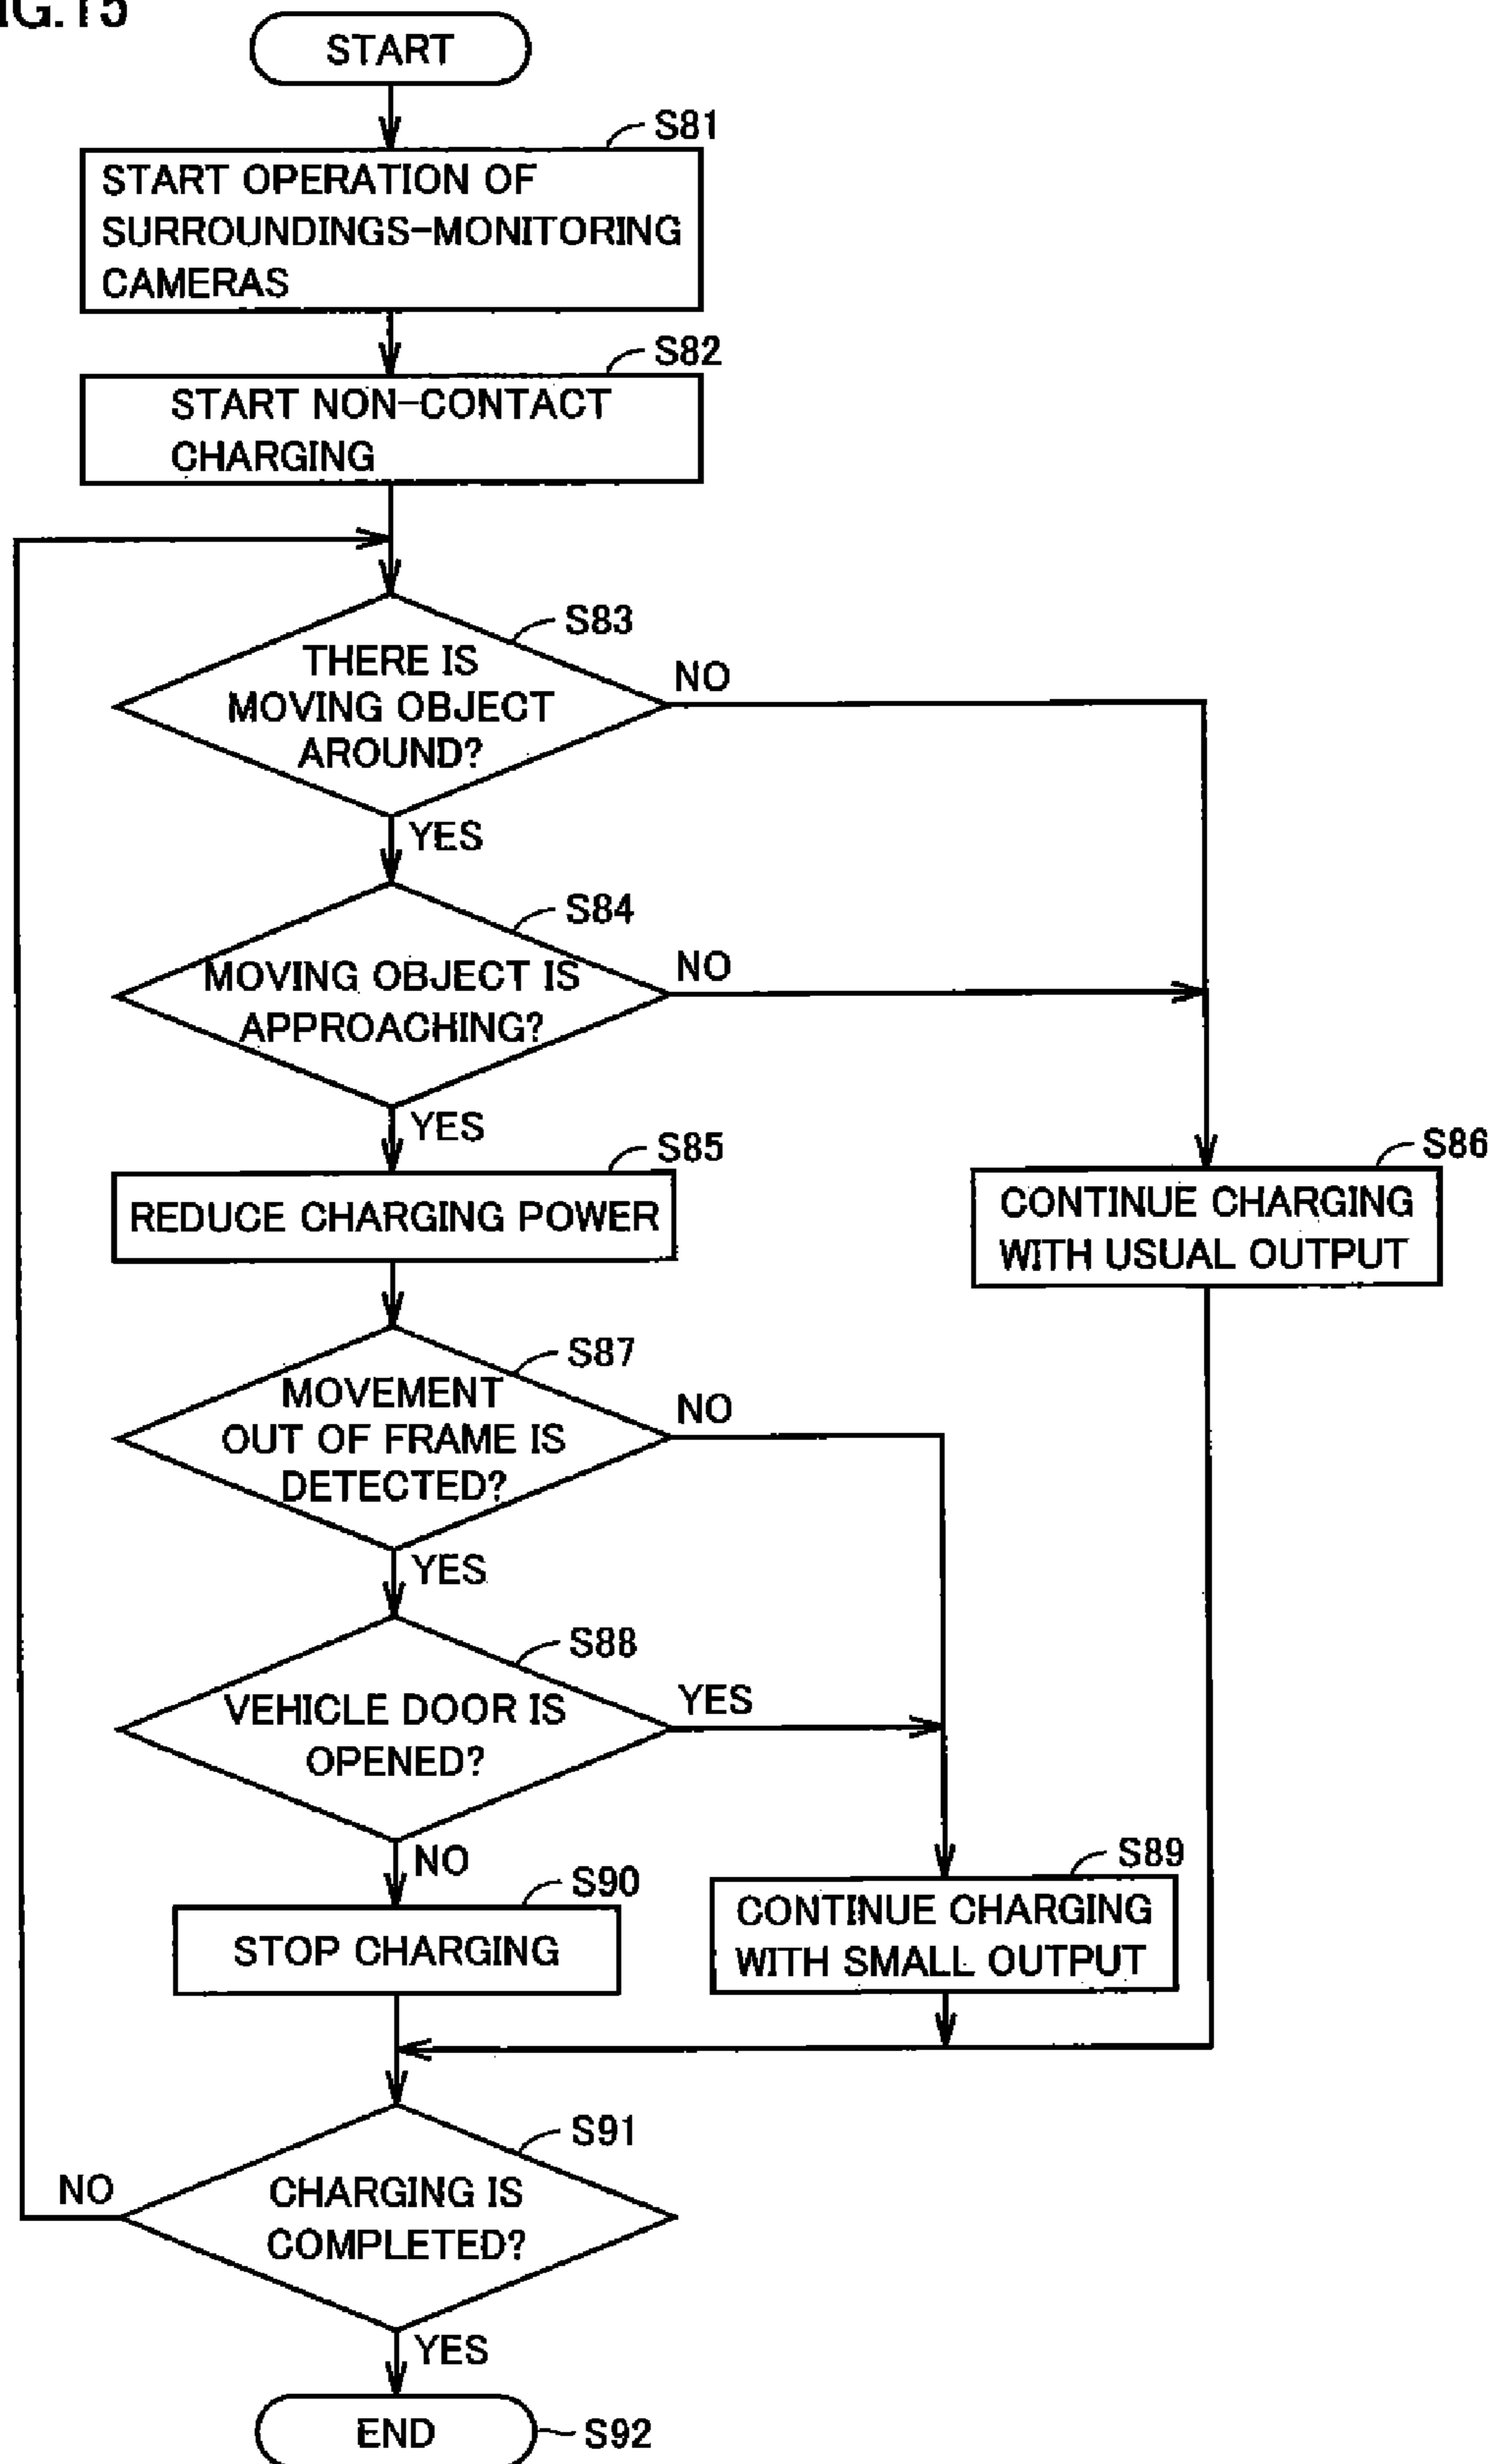 FIG.15
START
S81
START OPERATION OF
SURROUNDINGS-MONITORING
CAMERAS
S82
START NON-CONTACT
CHARGING
S83
THERE IS
MOVING OBJECT
AROUND?
NO
YES
S84
MOVING OBJECT IS
APPROACHING?
NO
YES
S85
REDUCE CHARGING POWER
S86
CONTINUE CHARGING
WITH USUAL OUTPUT
S87
MOVEMENT
OUT OF FRAME IS
DETECTED?
NO
YES
S88
VEHICLE DOOR IS
OPENED?
YES
NO
S89
CONTINUE CHARGING
WITH SMALL OUTPUT
S90
STOP CHARGING
S91
CHARGING IS
COMPLETED?
NO
YES
END
S92